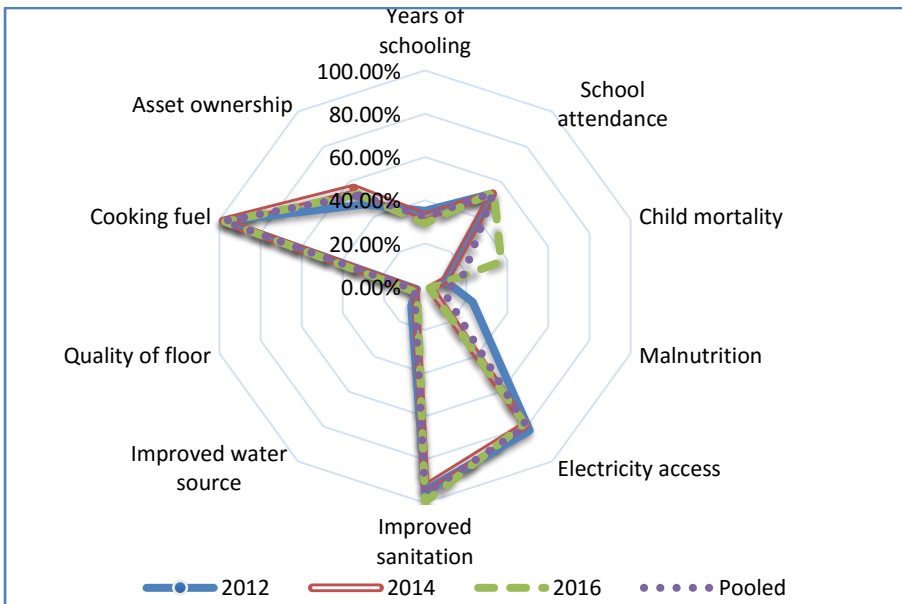 Years of
schooling
100.00%
80.00%
60.00%
40.00%
20.00%
0.00%
School
attendance
Child mortality
Malnutrition
Electricity access
Improved
sanitation
Improved water
source
Quality of floor
Cooking fuel
Asset ownership
2012
2014
2016
Pooled